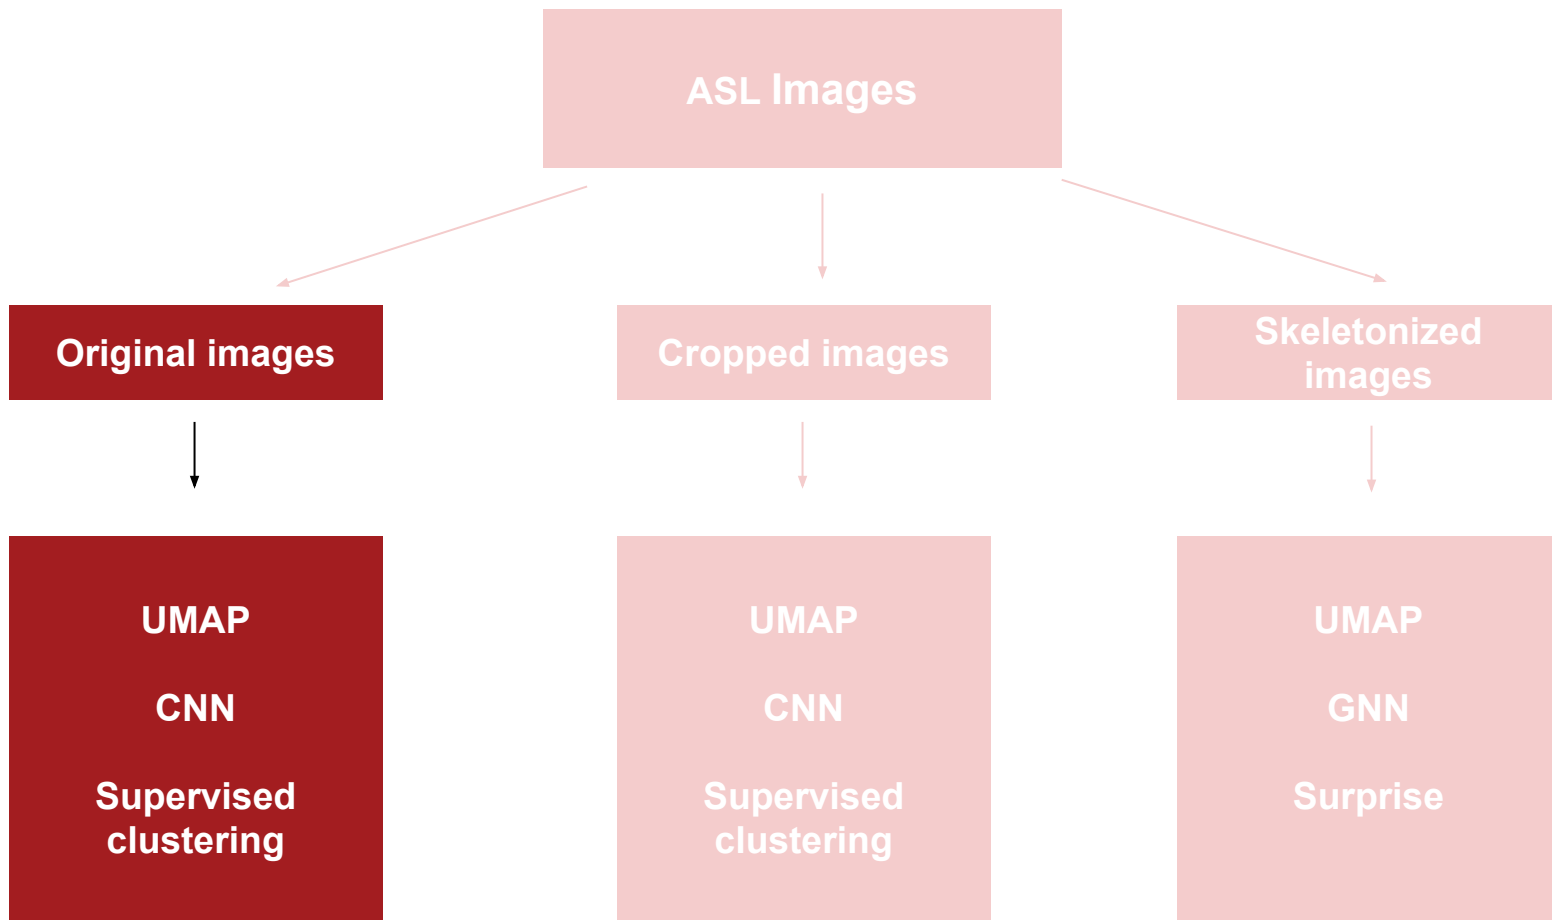 ASL Images
Original images
Cropped images
Skeletonized
images
UMAP
CNN
Supervised
clustering
UMAP
CNN
Supervised
clustering
UMAP
GNN
Surprise